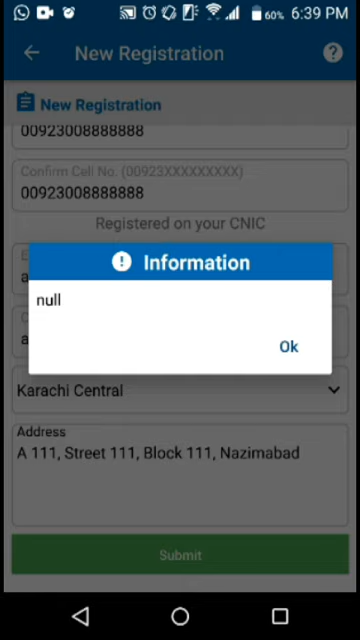 60% 6:39 PM
New Registration
New Registration
00923008888888
Confirm Cell No. (00923XXXXXXXXX)
00923008888888
Registered on your CNIC
E
a
Information
null
Ok
a
Karachi Central
Address
A 111, Street 111, Block 111, Nazimabad
Submit